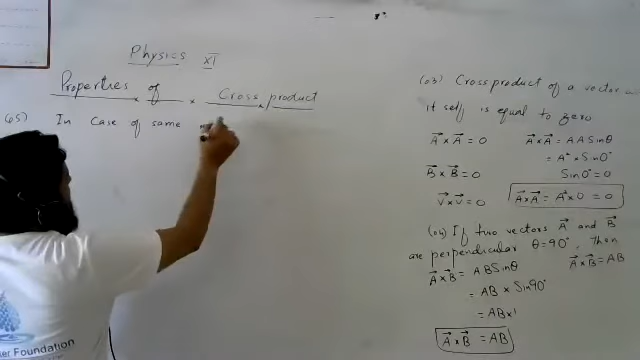 Physics XI
Properties of Cross product
(05) In case of same
(03) Cross product of a vector
it self is equal to zero
A⃗ × A⃗ = 0
A⃗ × A⃗ = A A Sinθ
= A² × Sin0°
B⃗ × B⃗ = 0
Sin0° = 0
V⃗ × V⃗ = 0
A⃗ × A⃗ = A² × 0 = 0
(04) If two vectors A⃗ and B⃗
are perpendicular θ = 90°, Then
A⃗ × B⃗ = AB Sinθ
A⃗ × B⃗ = AB
= AB × Sin90°
= AB × 1
A⃗ × B⃗ = AB
Foundation